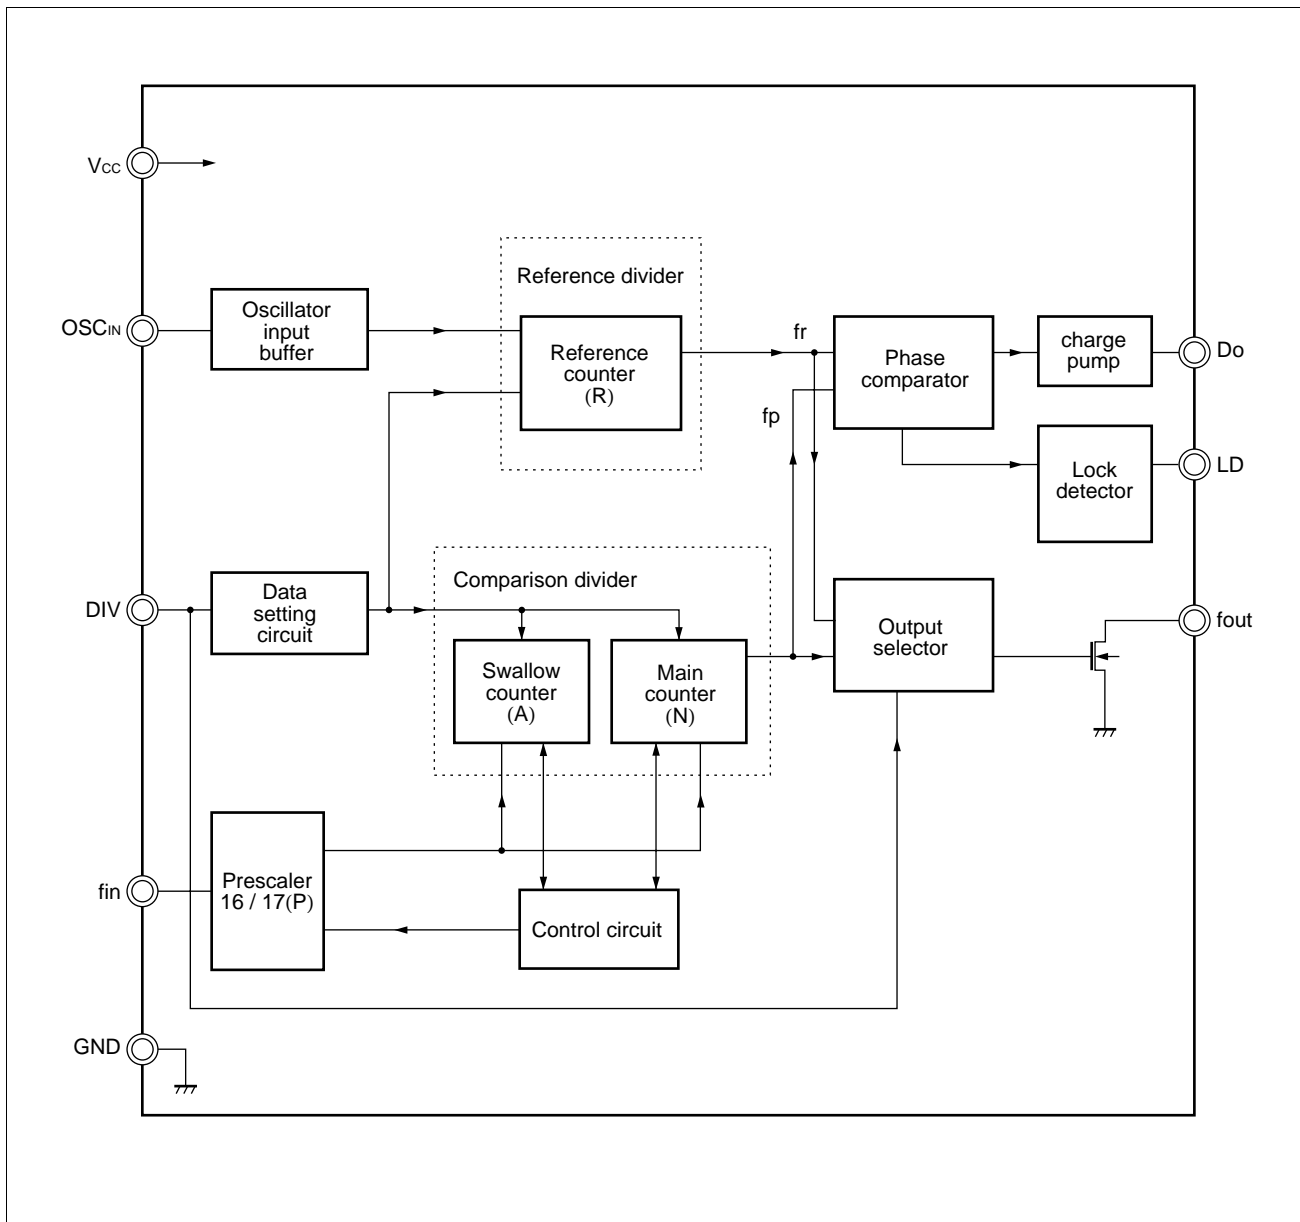 VCC
Reference divider
OSCIN
Oscillator
input
buffer
Reference
counter
(R)
fr
Phase
comparator
charge
pump
Do
fp
Lock
detector
LD
Comparison divider
DIV
Data
setting
circuit
Swallow
counter
(A)
Main
counter
(N)
Output
selector
fout
fin
Prescaler
16 / 17(P)
Control circuit
GND